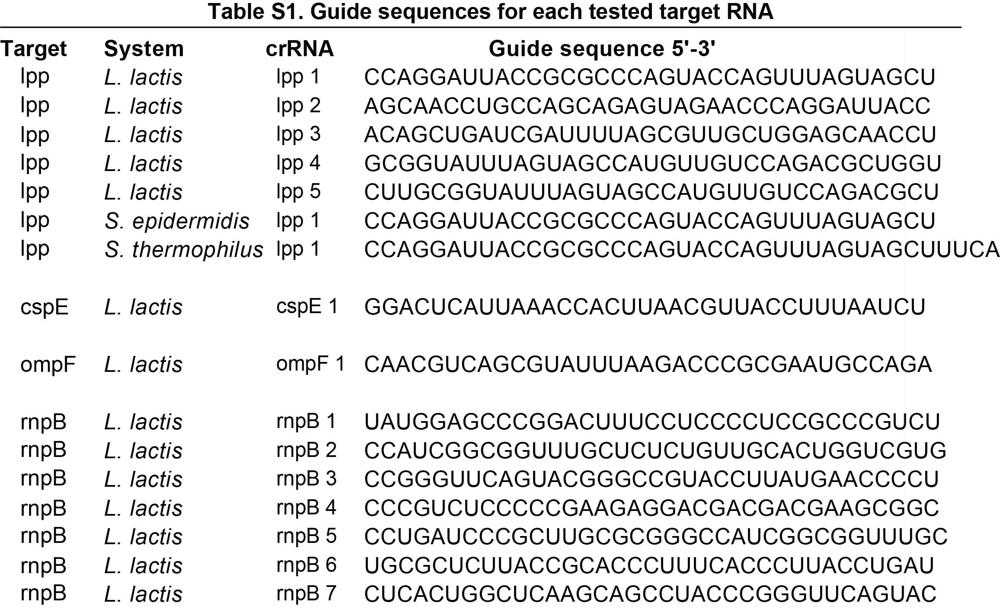 Table S1. Guide sequences for each tested target RNA
Target System crRNA Guide sequence 5'-3'
lpp L. lactis lpp 1 CCAGGAUUACCGCGCCCAGUACCAGUUUAGUAGCU
lpp L. lactis lpp 2 AGCAACCUGCCAGCAGAGUAGAACCCAGGAUUACC
lpp L. lactis lpp 3 ACAGCUGAUCGAUUUUAGCGUUGCUGGAGCAACCU
lpp L. lactis lpp 4 GCGGUAUUUAGUAGCCAUGUUGUCCAGACGCUGGU
lpp L. lactis lpp 5 CUUGCGGUAUUUAGUAGCCAUGUUGUCCAGACGCU
lpp S. epidermidis lpp 1 CCAGGAUUACCGCGCCCAGUACCAGUUUAGUAGCU
lpp S. thermophilus lpp 1 CCAGGAUUACCGCGCCCAGUACCAGUUUAGUAGCUUUCA
cspE L. lactis cspE 1 GGACUCAUUAAACCACUUAACGUUACCUUUAAUCU
ompF L. lactis ompF 1 CAACGUCAGCGUAUUUAAGACCCGCGAAUGCCAGA
rnpB L. lactis rnpB 1 UAUGGAGCCCGGACUUUCCUCCCCUCCGCCCGUCU
rnpB L. lactis rnpB 2 CCAUCGGCGGUUUGCUCUCUGUUGCACUGGUCGUG
rnpB L. lactis rnpB 3 CCGGGUUCAGUACGGGCCGUACCUUAUGAACCCCU
rnpB L. lactis rnpB 4 CCCGUCUCCCCCGAAGAGGACGACGACGAAGCGGC
rnpB L. lactis rnpB 5 CCUGAUCCCGCUUGCGCGGGCCAUCGGCGGUUUGC
rnpB L. lactis rnpB 6 UGCGCUCUUACCGCACCCUUUCACCCUUACCUGAU
rnpB L. lactis rnpB 7 CUCACUGGCUCAAGCAGCCUACCCGGGUUCAGUAC